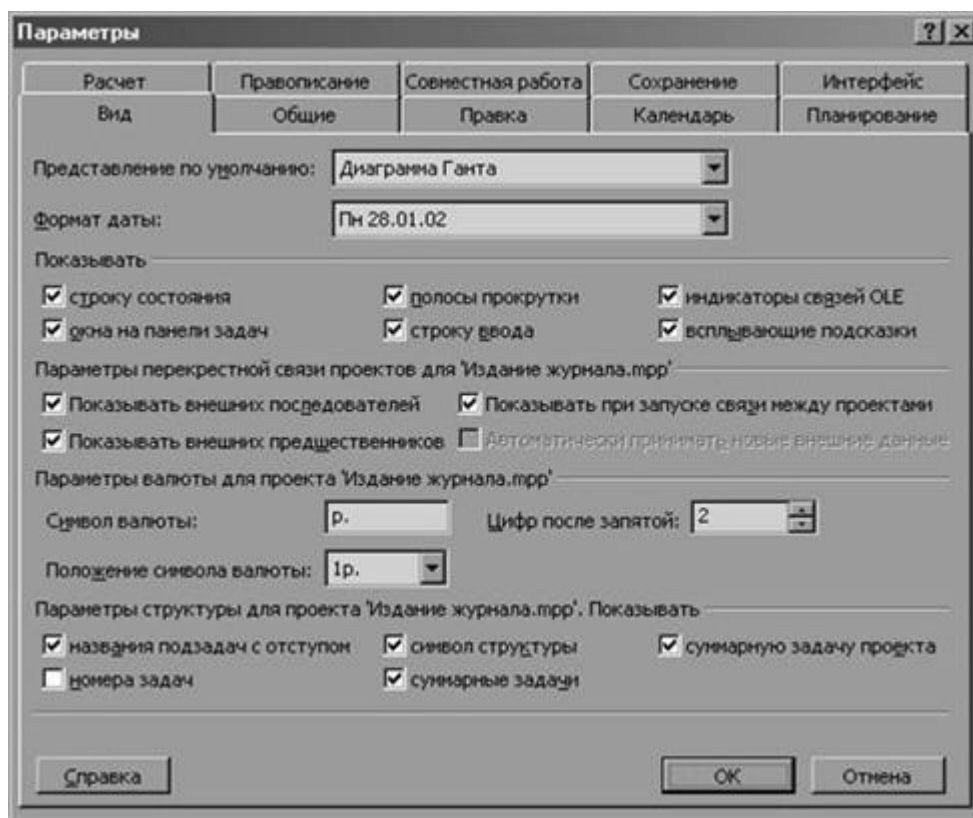 Параметры
Расчет Правописание Совместная работа Сохранение Интерфейс
Вид Общие Правка Календарь Планирование
Представление по умолчанию: Диаграмма Ганта
Формат даты: Пн 28.01.02
Показывать
строку состояния полосы прокрутки индикаторы связей OLE
окна на панели задач строку ввода всплывающие подсказки
Параметры перекрестной связи проектов для 'Издание журнала.mpp'
Показывать внешних последователей Показывать при запуске связи между проектами
Показывать внешних предшественников Автоматически принимать новые внешние данные
Параметры валюты для проекта 'Издание журнала.mpp'
Символ валюты: р. Цифр после запятой: 2
Положение символа валюты: 1р.
Параметры структуры для проекта 'Издание журнала.mpp'. Показывать
названия подзадач с отступом символ структуры суммарную задачу проекта
номера задач суммарные задачи
Справка ОК Отмена